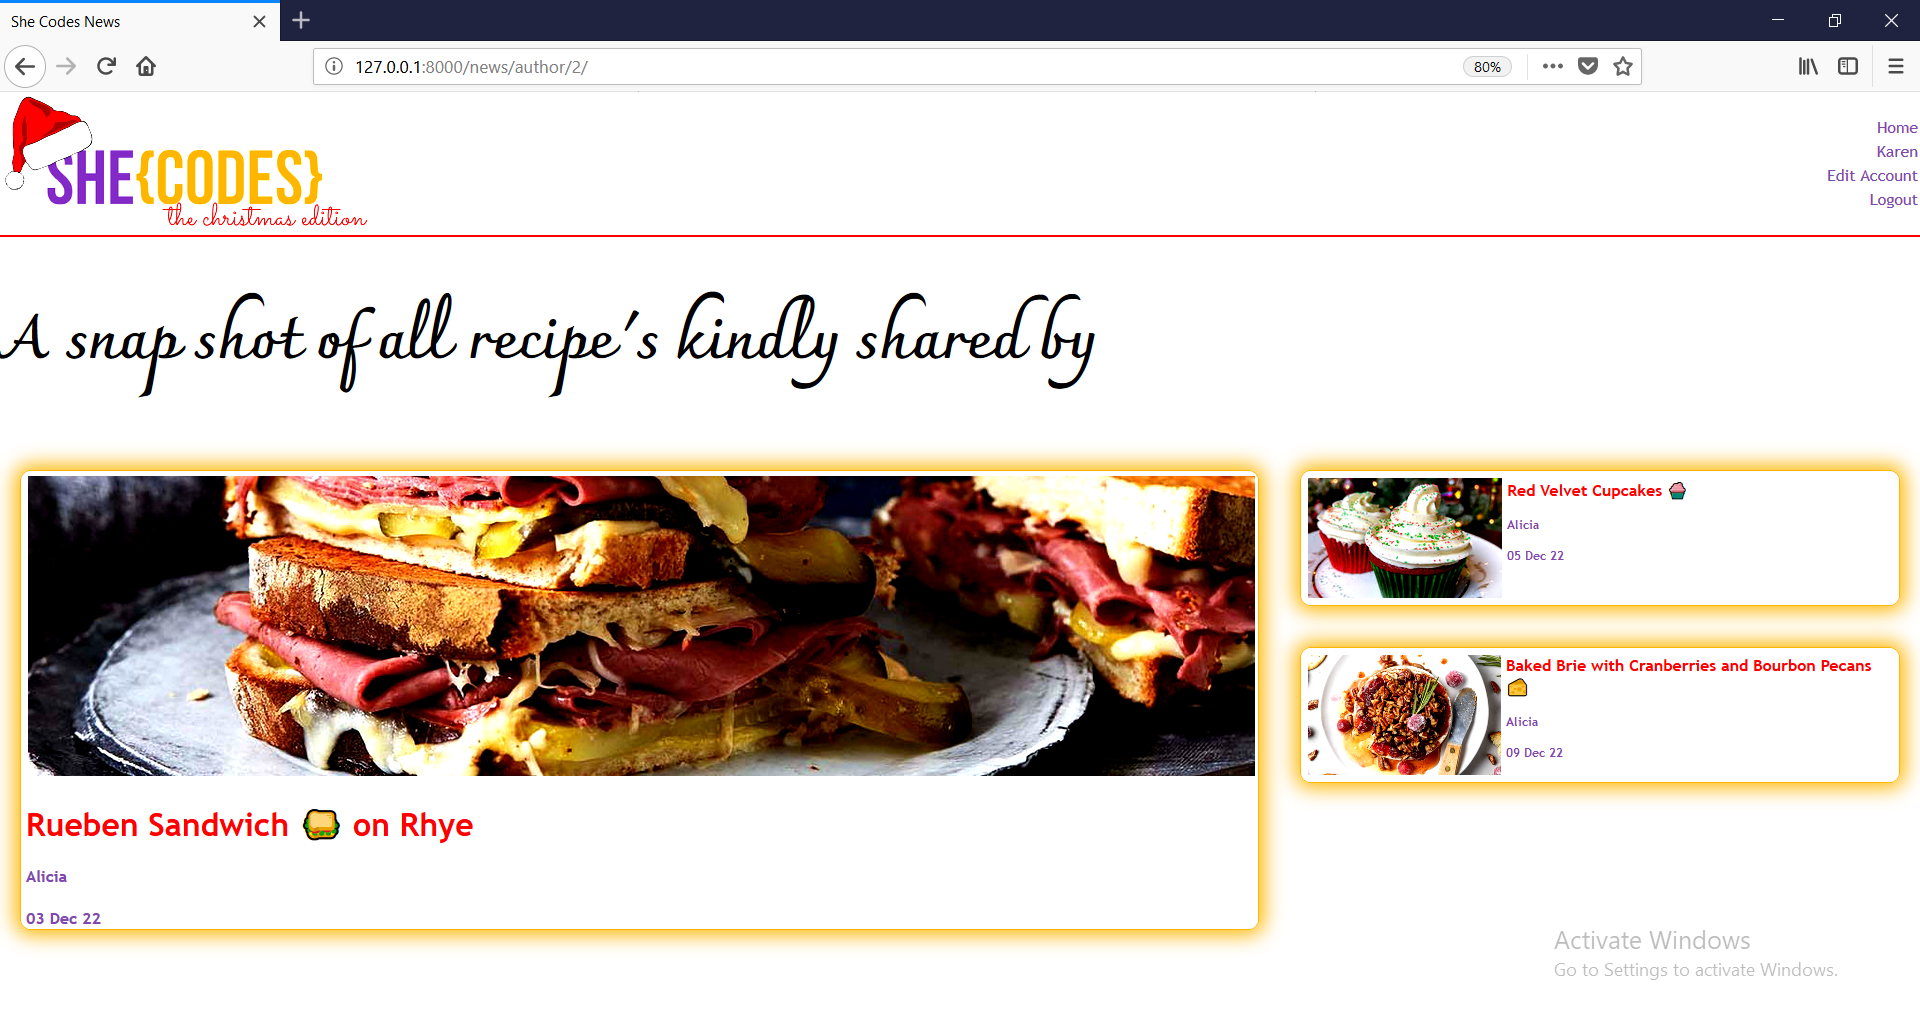 She Codes News
127.0.0.1:8000/news/author/2/
80%
SHE{CODES}
the christmas edition
Home
Karen
Edit Account
Logout
A snap shot of all recipe's kindly shared by
Rueben Sandwich 🥪 on Rhye
Alicia
03 Dec 22
Red Velvet Cupcakes 🧁
Alicia
05 Dec 22
Baked Brie with Cranberries and Bourbon Pecans
🧀
Alicia
09 Dec 22
Activate Windows
Go to Settings to activate Windows.